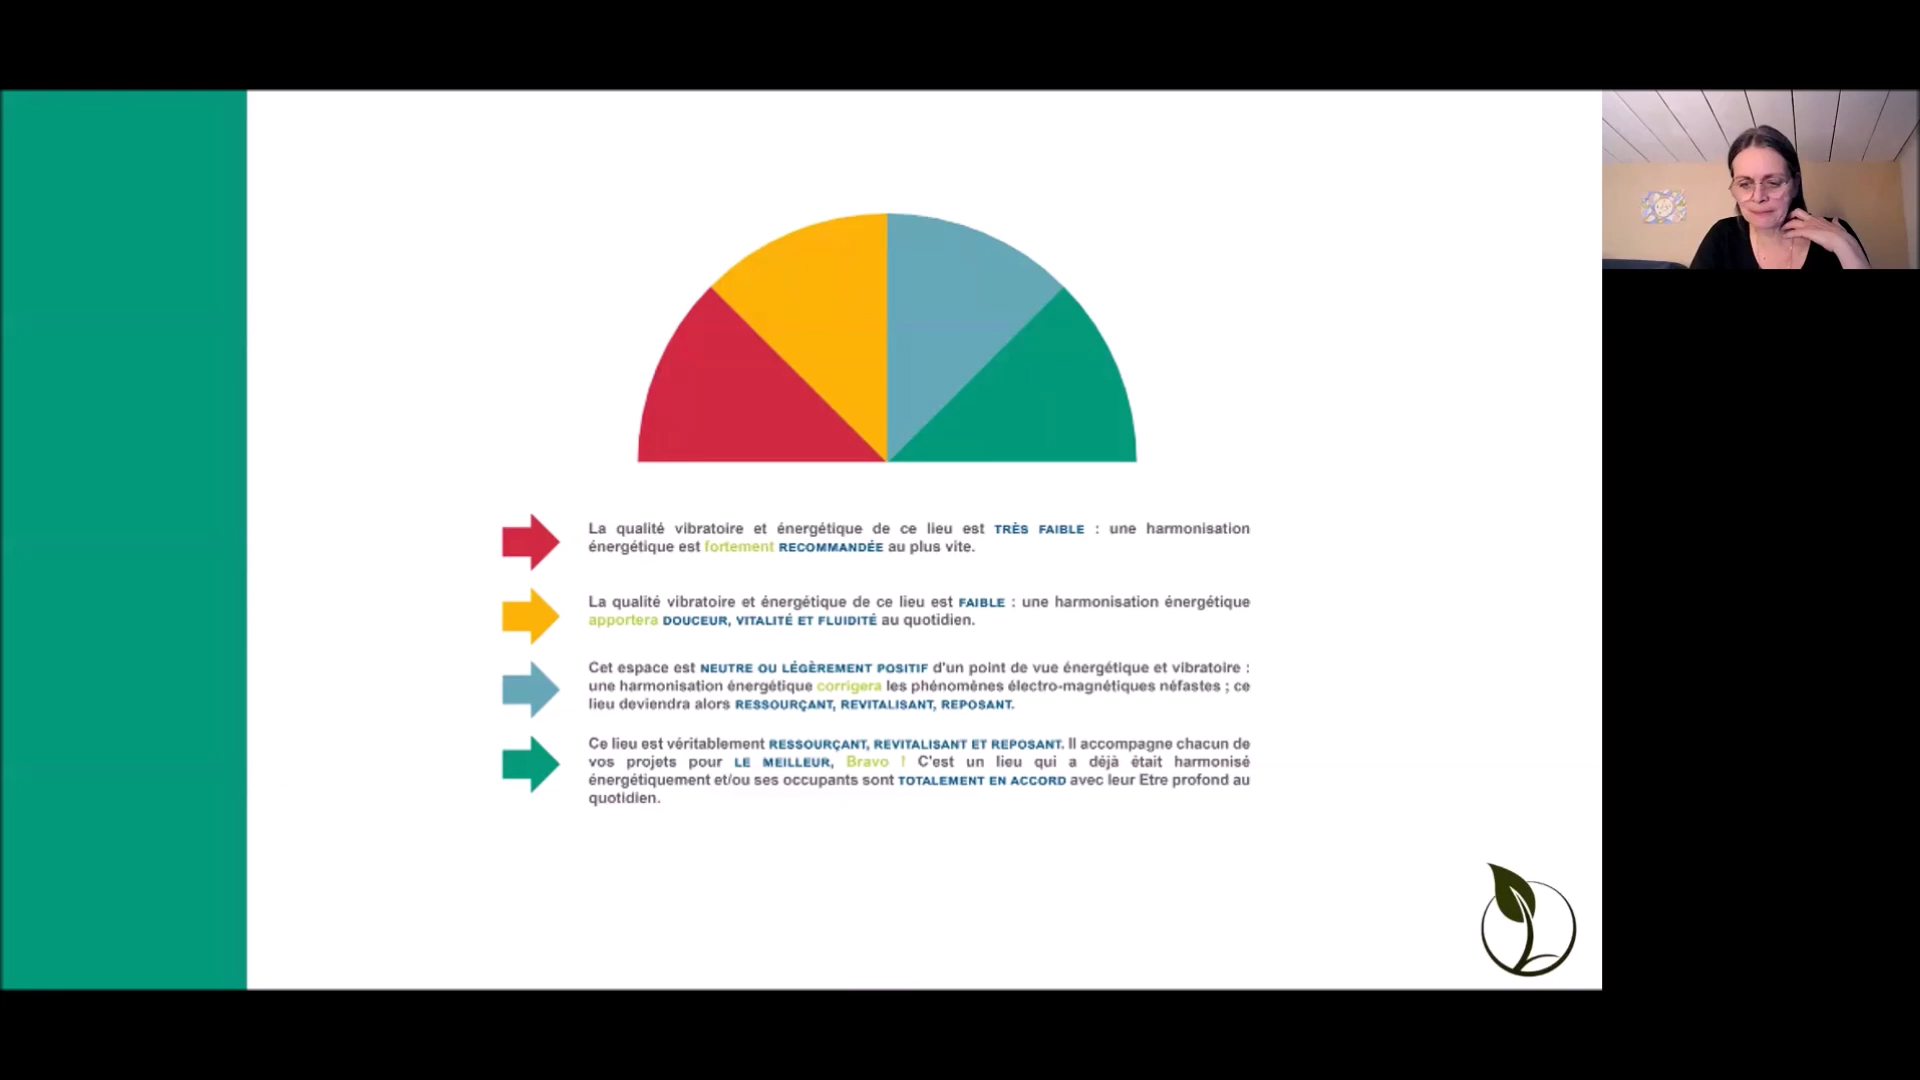 La qualité vibratoire et énergétique de ce lieu est TRÈS FAIBLE : une harmonisation
énergétique est fortement RECOMMANDÉE au plus vite.
La qualité vibratoire et énergétique de ce lieu est FAIBLE : une harmonisation énergétique
apportera DOUCEUR, VITALITÉ ET FLUIDITÉ au quotidien.
Cet espace est NEUTRE OU LÉGÈREMENT POSITIF d'un point de vue énergétique et vibratoire :
une harmonisation énergétique corrigera les phénomènes électro-magnétiques néfastes ; ce
lieu deviendra alors RESSOURÇANT, REVITALISANT, REPOSANT.
Ce lieu est véritablement RESSOURÇANT, REVITALISANT ET REPOSANT. Il accompagne chacun de
vos projets pour LE MEILLEUR, Bravo ! C'est un lieu qui a déjà était harmonisé
énergétiquement et/ou ses occupants sont TOTALEMENT EN ACCORD avec leur Etre profond au
quotidien.